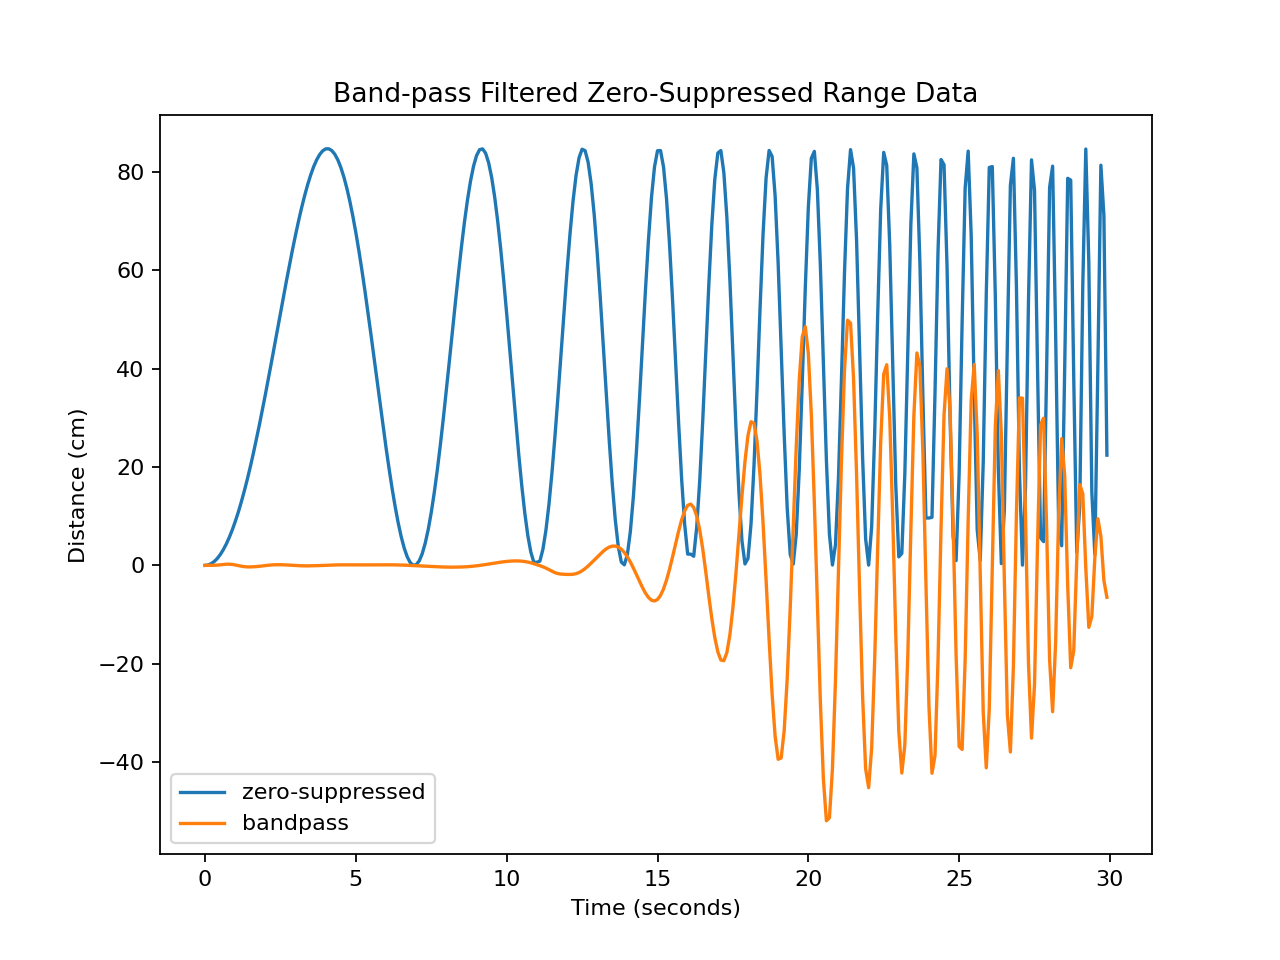 Band-pass Filtered Zero-Suppressed Range Data
80
60
40
20
0
−20
−40
Distance (cm)
zero-suppressed
bandpass
0 5 10 15 20 25 30
Time (seconds)